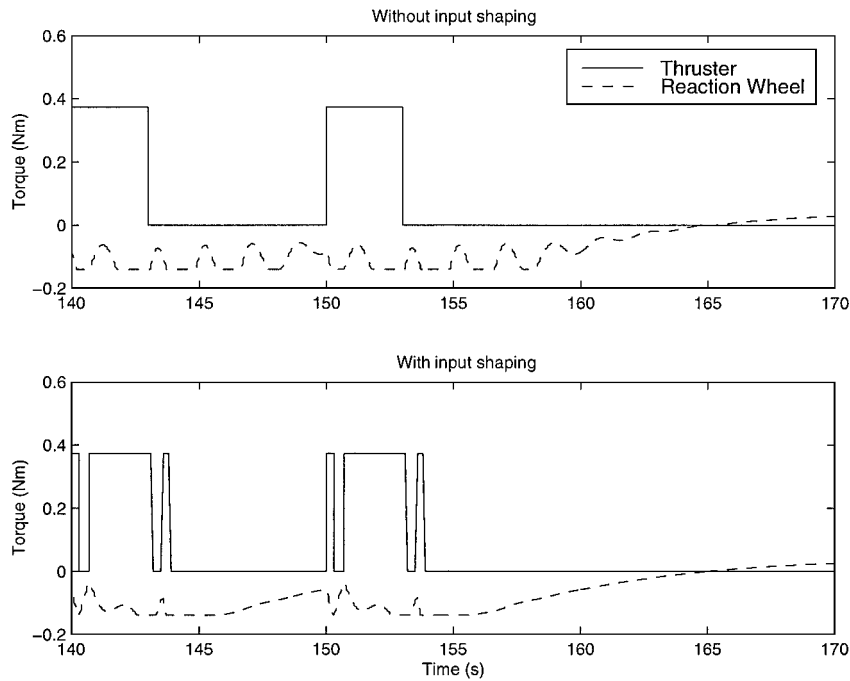 Without input shaping
0.6
0.4
0.2
0
−0.2
Torque (Nm)
Thruster
Reaction Wheel
140 145 150 155 160 165 170
With input shaping
0.6
0.4
0.2
0
−0.2
Torque (Nm)
140 145 150 155 160 165 170
Time (s)